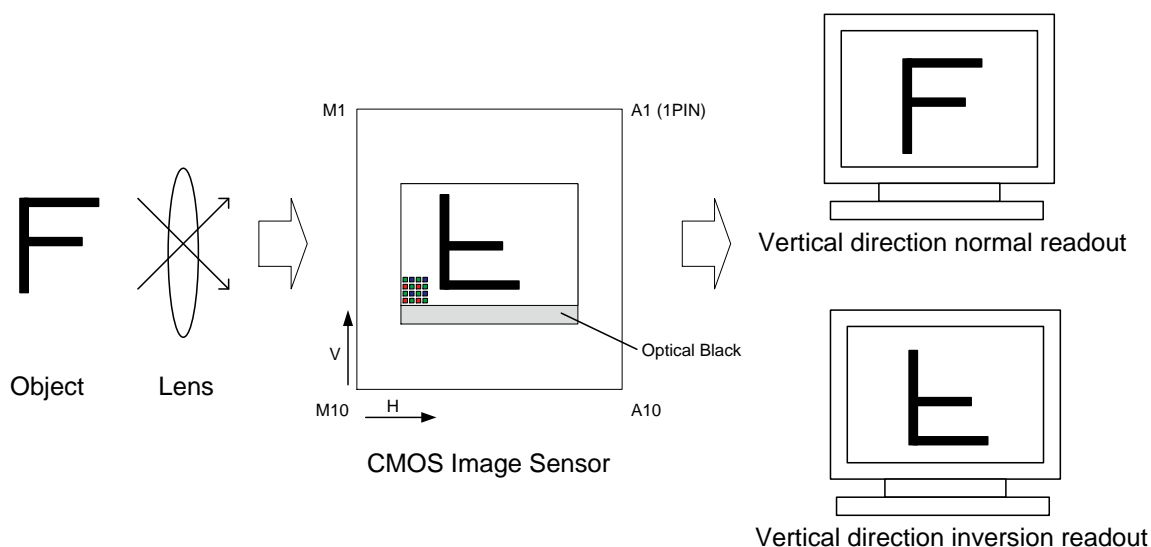 M1
A1 (1PIN)
F
F
Vertical direction normal readout
Optical Black
V
Object
Lens
M10
H
A10
CMOS Image Sensor
Vertical direction inversion readout